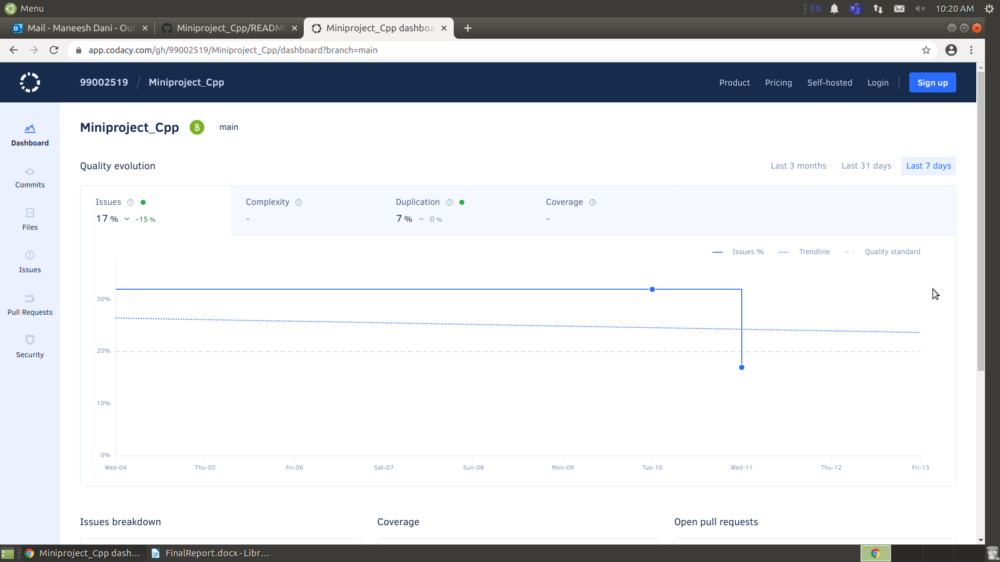 Menu
EN
10:20 AM
Mail - Maneesh Dani - Out
Miniproject_Cpp/README
Miniproject_Cpp dashboa
app.codacy.com/gh/99002519/Miniproject_Cpp/dashboard?branch=main
99002519 / Miniproject_Cpp
Product Pricing Self-hosted Login Sign up
Dashboard
Commits
Files
Issues
Pull Requests
Security
Miniproject_Cpp B main
Quality evolution
Last 3 months Last 31 days Last 7 days
Issues
17 % -15 %
Complexity
-
Duplication
7 % = 0 %
Coverage
-
Issues % Trendline Quality standard
30%
20%
10%
0%
Wed-04 Thu-05 Fri-06 Sat-07 Sun-08 Mon-09 Tue-10 Wed-11 Thu-12 Fri-13
Issues breakdown
Coverage
Open pull requests
Miniproject_Cpp dash...
FinalReport.docx - Libr...